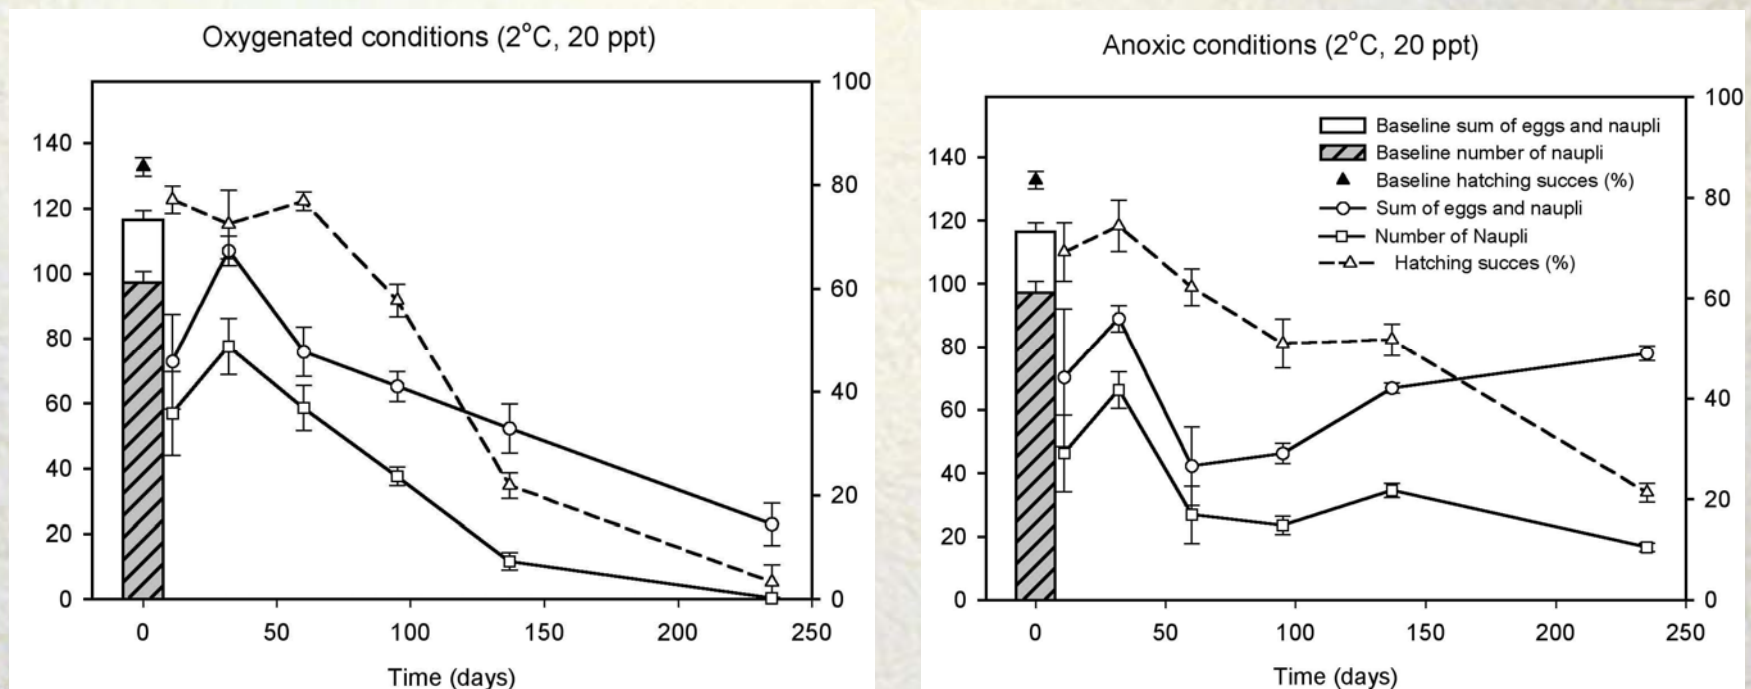 Oxygenated conditions (2°C, 20 ppt)
100
140
120
80
100
60
80
60
40
40
20
20
0
0
0 50 100 150 200 250
Time (days)
Anoxic conditions (2°C, 20 ppt)
100
Baseline sum of eggs and naupli
140
Baseline number of naupli
Baseline hatching succes (%)
80
120
Sum of eggs and naupli
Number of Naupli
Hatching succes (%)
100
60
80
60
40
40
20
20
0
0
0 50 100 150 200 250
Time (days)